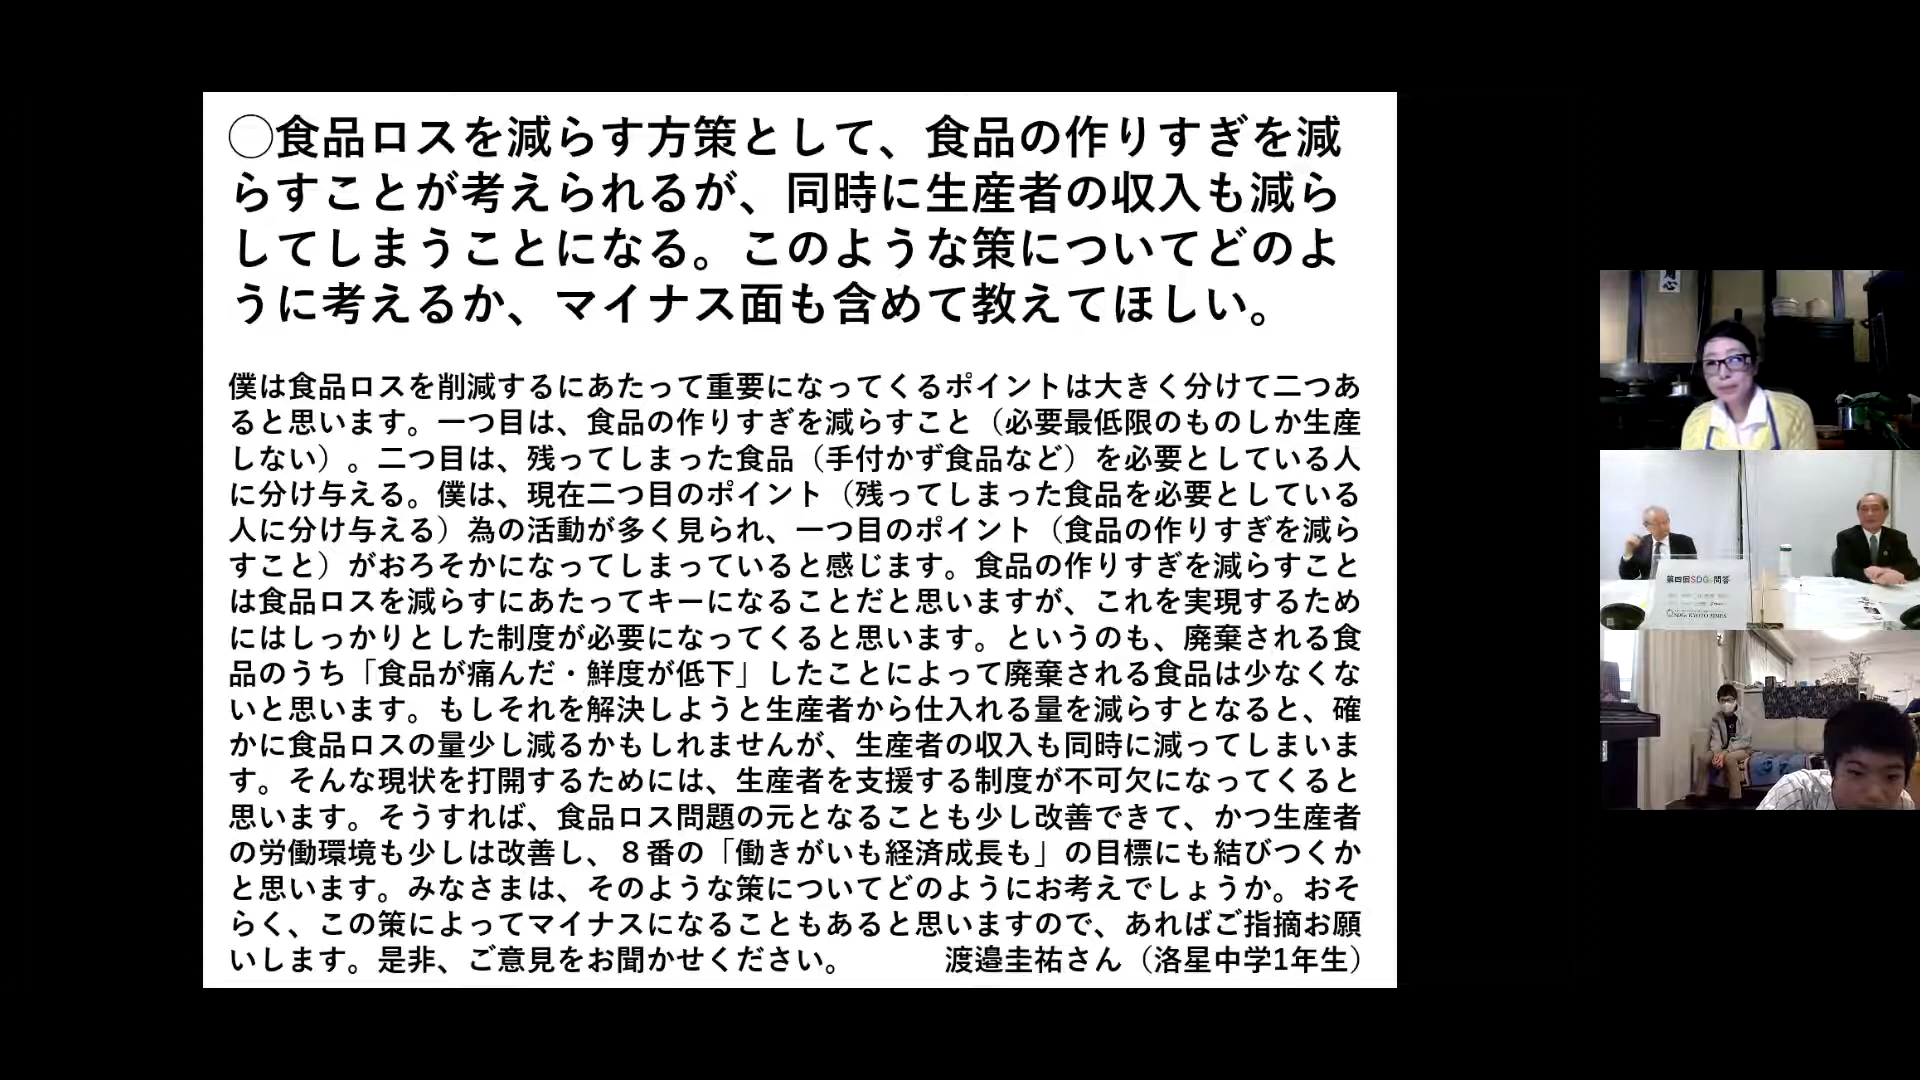 ◯食品ロスを減らす方策として、食品の作りすぎを減
らすことが考えられるが、同時に生産者の収入も減ら
してしまうことになる。このような策についてどのよ
うに考えるか、マイナス面も含めて教えてほしい。
僕は食品ロスを削減するにあたって重要になってくるポイントは大きく分けて二つあ
ると思います。一つ目は、食品の作りすぎを減らすこと（必要最低限のものしか生産
しない）。二つ目は、残ってしまった食品（手付かず食品など）を必要としている人
に分け与える。僕は、現在二つ目のポイント（残ってしまった食品を必要としている
人に分け与える）為の活動が多く見られ、一つ目のポイント（食品の作りすぎを減ら
すこと）がおろそかになってしまっていると感じます。食品の作りすぎを減らすこと
は食品ロスを減らすにあたってキーになることだと思いますが、これを実現するため
にはしっかりとした制度が必要になってくると思います。というのも、廃棄される食
品のうち「食品が痛んだ・鮮度が低下」したことによって廃棄される食品は少なくな
いと思います。もしそれを解決しようと生産者から仕入れる量を減らすとなると、確
かに食品ロスの量少し減るかもしれませんが、生産者の収入も同時に減ってしまいま
す。そんな現状を打開するためには、生産者を支援する制度が不可欠になってくると
思います。そうすれば、食品ロス問題の元となることも少し改善できて、かつ生産者
の労働環境も少しは改善し、８番の「働きがいも経済成長も」の目標にも結びつくか
と思います。みなさまは、そのような策についてどのようにお考えでしょうか。おそ
らく、この策によってマイナスになることもあると思いますので、あればご指摘お願
いします。是非、ご意見をお聞かせください。 渡邉圭祐さん（洛星中学1年生）
第四回SDGs問答
SDGs KYOTO TIMES